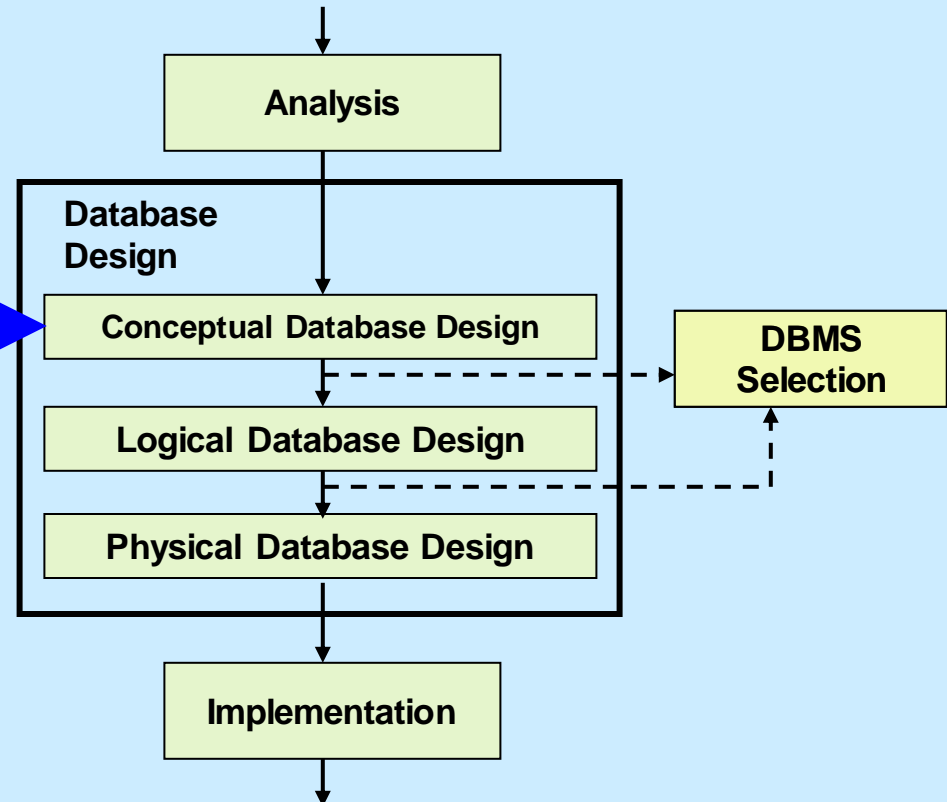 Analysis
Database
Design
Conceptual Database Design
DBMS
Selection
Logical Database Design
Physical Database Design
Implementation